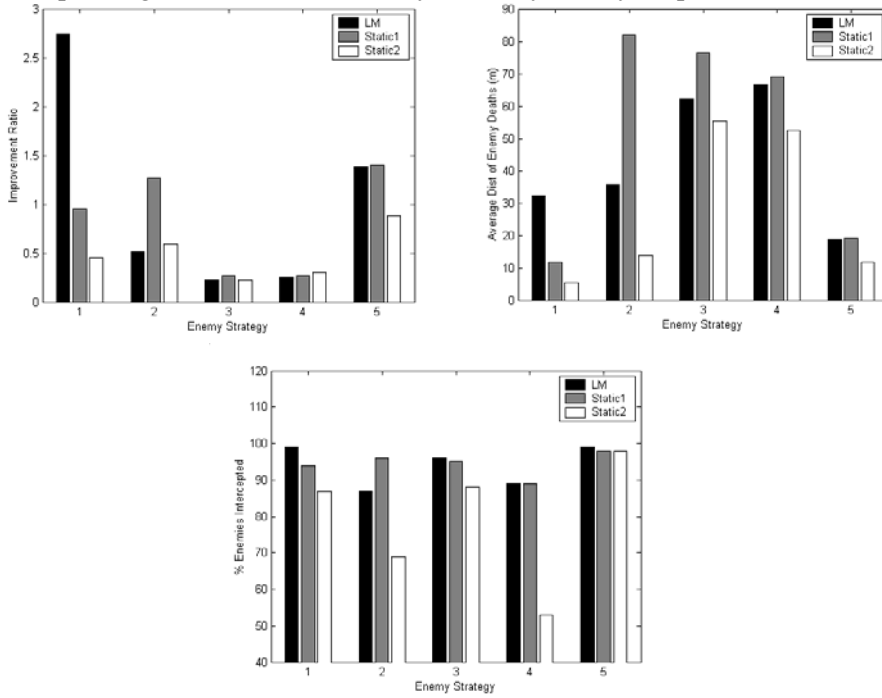 3
2.5
2
1.5
1
0.5
0
Improvement Ratio
LM
Static1
Static2
1 2 3 4 5
Enemy Strategy
90
80
70
60
50
40
30
20
10
0
Average Dist of Enemy Deaths (m)
LM
Static1
Static2
1 2 3 4 5
Enemy Strategy
120
110
100
90
80
70
60
50
40
% Enemies Intercepted
LM
Static1
Static2
1 2 3 4 5
Enemy Strategy